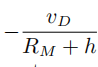 -\frac{v_D}{R_M + h}